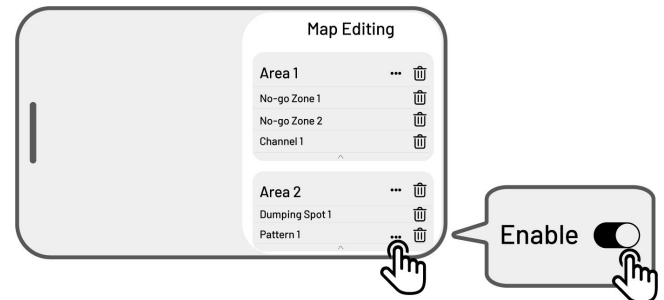 Map Editing
Area 1
No-go Zone 1
No-go Zone 2
Channel 1
Area 2
Dumping Spot 1
Pattern 1
Enable